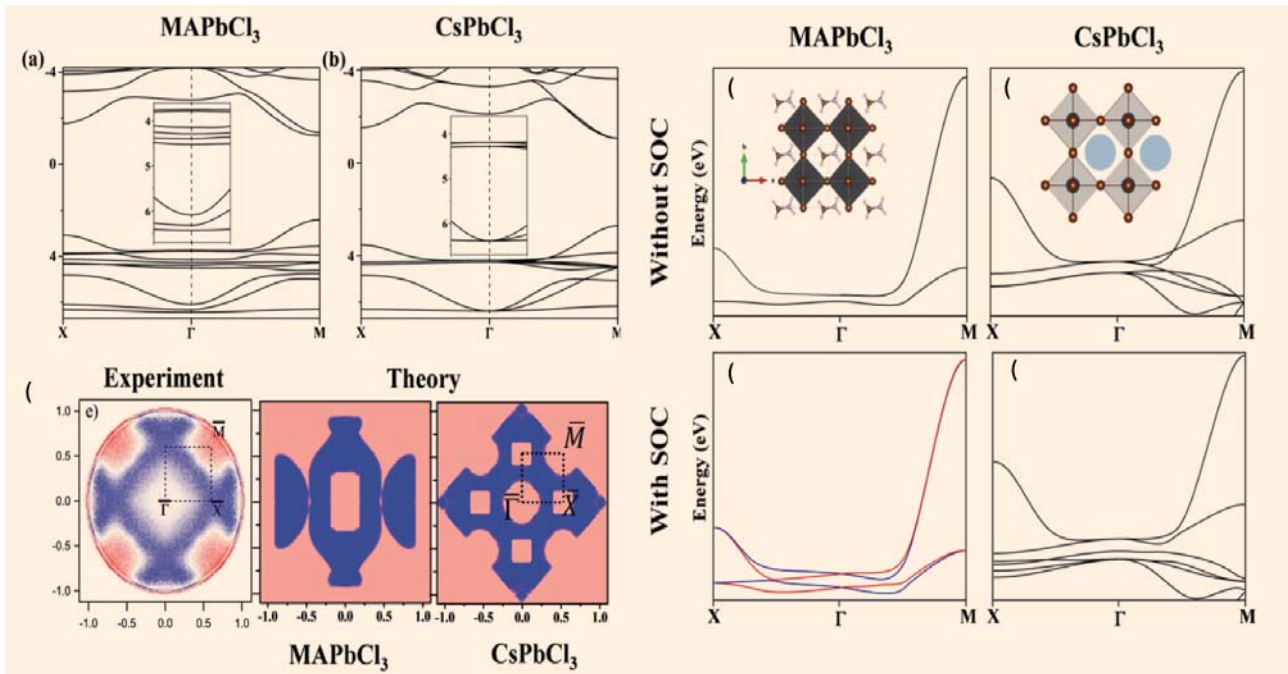 MAPbCl₃
CsPbCl₃
(a)
(b)
-4
0
4
X
Γ
M
X
Γ
M
4
5
6
4
5
6
MAPbCl₃
CsPbCl₃
Without SOC
Energy (eV)
(
(
b
a
X
Γ
M
X
Γ
M
(
Experiment
Theory
e)
1.0
0.5
0.0
-0.5
-1.0
M̅
Γ̅
X̅
M̅
Γ̅
X̅
-1.0 -0.5 0.0 0.5 1.0
-1.0 -0.5 0.0 0.5 1.0
-1.0 -0.5 0.0 0.5 1.0
MAPbCl₃
CsPbCl₃
With SOC
Energy (eV)
(
(
X
Γ
M
X
Γ
M